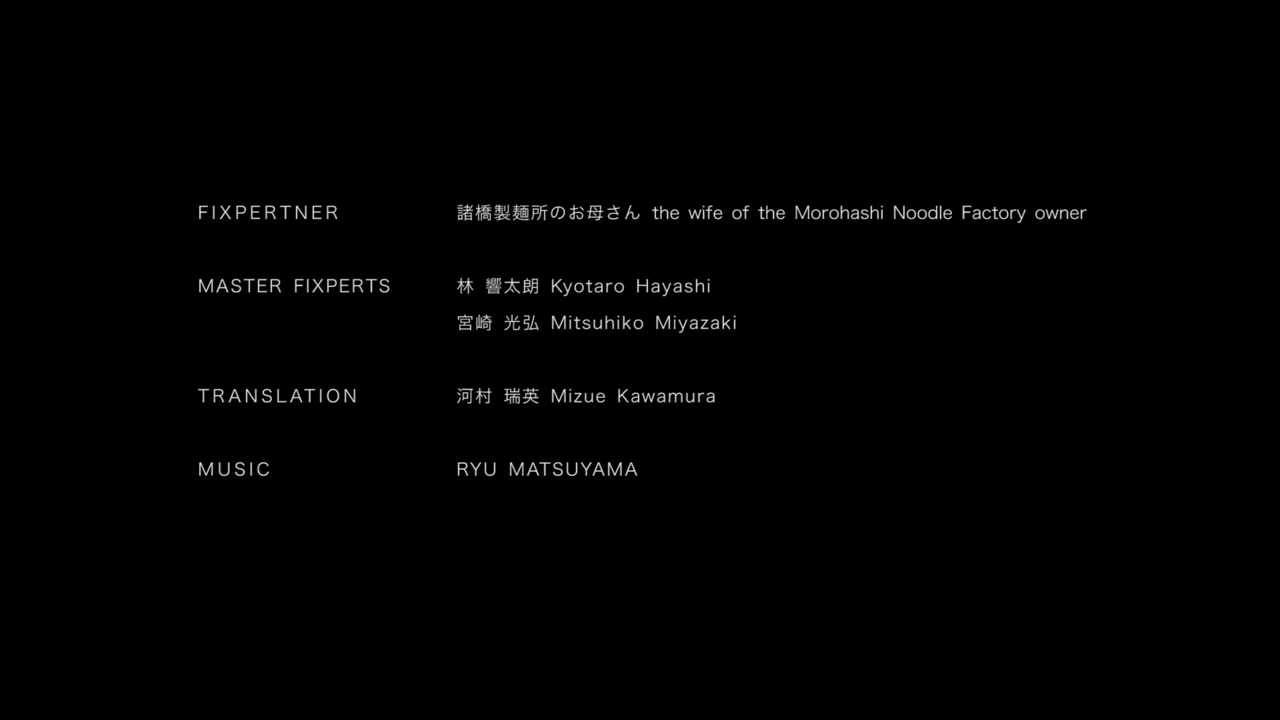 FIXPERTNER 諸橋製麺所のお母さん the wife of the Morohashi Noodle Factory owner
MASTER FIXPERTS 林 響太朗 Kyotaro Hayashi
宮崎 光弘 Mitsuhiko Miyazaki
TRANSLATION 河村 瑞英 Mizue Kawamura
MUSIC RYU MATSUYAMA